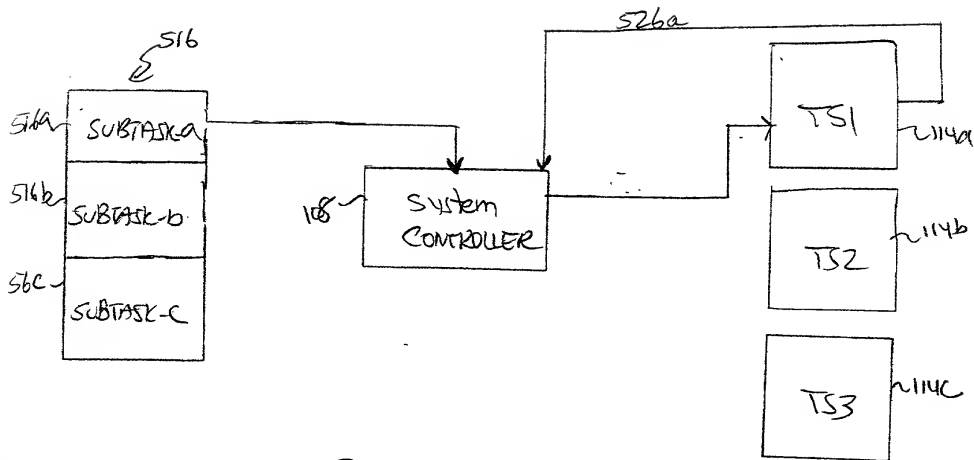 516
526a
516a
SUBTASK-a
TS1
114a
516b
SUBTASK-b
108
System
CONTROLLER
114b
TS2
516c
SUBTASK-c
TS3
114c